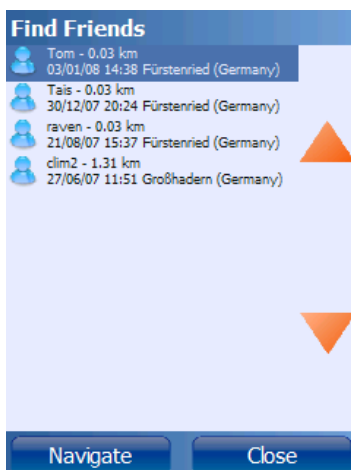 Find Friends
Tom - 0.03 km
03/01/08 14:38 Fürstenried (Germany)
Tais - 0.03 km
30/12/07 20:24 Fürstenried (Germany)
raven - 0.03 km
21/08/07 15:37 Fürstenried (Germany)
clim2 - 1.31 km
27/06/07 11:51 Großhadern (Germany)
Navigate Close